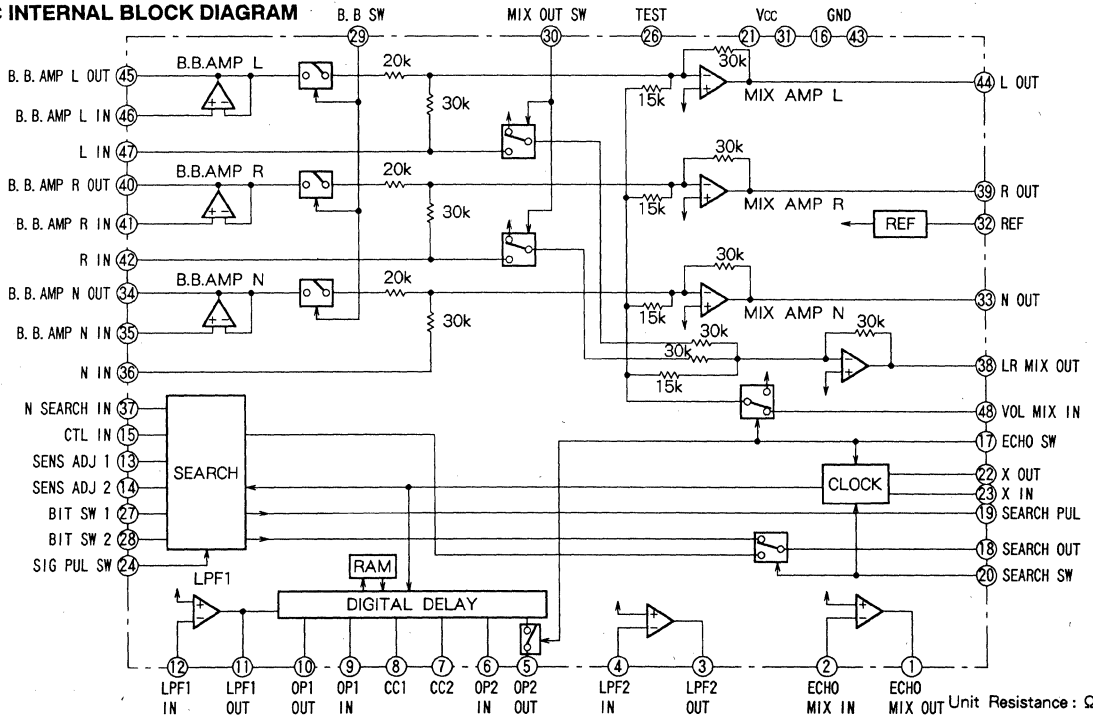 INTERNAL BLOCK DIAGRAM
B.B SW
MIX OUT SW
TEST
Vcc
GND
29
30
26
21
31
16
43
B.B.AMP L OUT 45
B.B.AMP L
20k
30k
B.B.AMP L IN 46
30k
15k
MIX AMP L
44 L OUT
L IN 47
B.B.AMP R OUT 40
B.B.AMP R
20k
30k
39 R OUT
B.B.AMP R IN 41
30k
15k
MIX AMP R
REF
32 REF
R IN 42
B.B.AMP N OUT 34
B.B.AMP N
20k
30k
33 N OUT
B.B.AMP N IN 35
30k
15k
MIX AMP N
30k
30k
30k
38 LR MIX OUT
N IN 36
15k
N SEARCH IN 37
48 VOL MIX IN
CTL IN 15
17 ECHO SW
SENS ADJ 1 13
SEARCH
22 X OUT
SENS ADJ 2 14
CLOCK
23 X IN
BIT SW 1 27
19 SEARCH PUL
BIT SW 2 28
18 SEARCH OUT
SIG PUL SW 24
20 SEARCH SW
LPF1
RAM
DIGITAL DELAY
12
11
10
9
8
7
6
5
4
3
2
1
LPF1 IN
LPF1 OUT
OP1 OUT
OP1 IN
CC1
CC2
OP2 IN
OP2 OUT
LPF2 IN
LPF2 OUT
ECHO MIX IN
ECHO MIX OUT
Unit Resistance : Ω